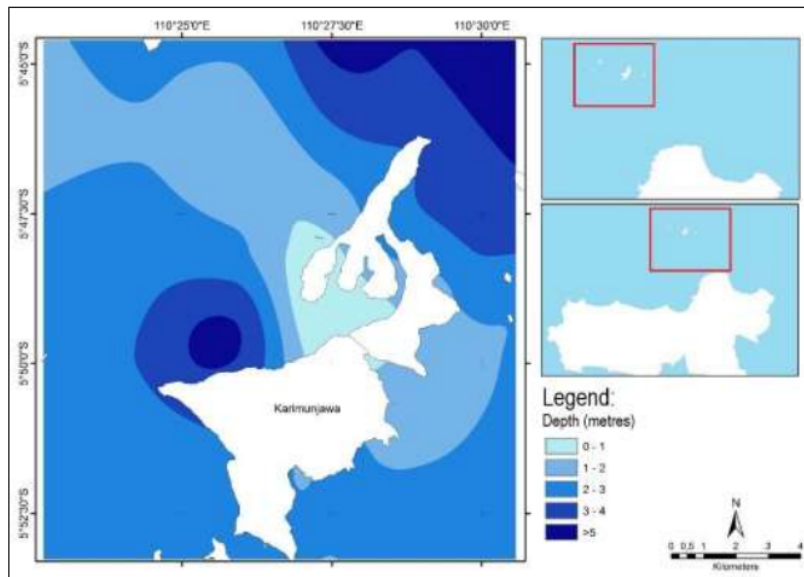 110°25'0"E
110°27'30"E
110°30'0"E
5°45'0"S
5°47'30"S
5°50'0"S
5°52'30"S
Karimunjawa
Legend:
Depth (metres)
0 - 1
1 - 2
2 - 3
3 - 4
>5
N
0 0,5 1 2 3 4
Kilometers